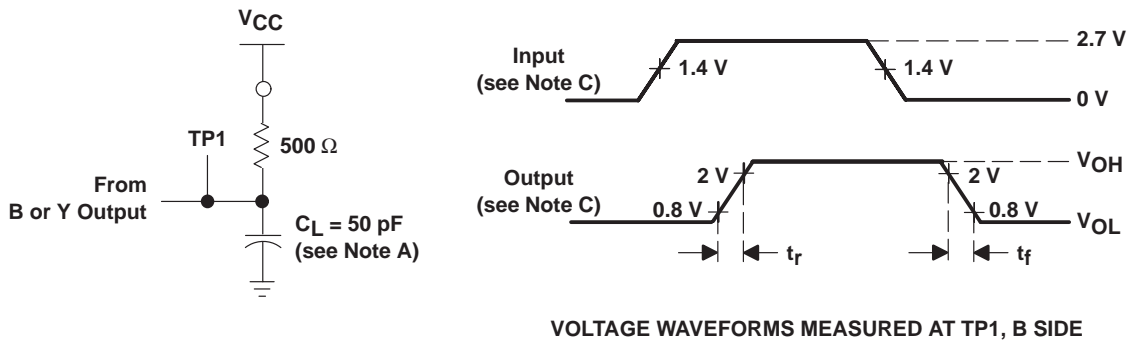 VCC
TP1
500 Ω
From
B or Y Output
CL = 50 pF
(see Note A)
Input
(see Note C)
1.4 V
1.4 V
2.7 V
0 V
Output
(see Note C)
2 V
0.8 V
2 V
0.8 V
VOH
VOL
tr
tf
VOLTAGE WAVEFORMS MEASURED AT TP1, B SIDE